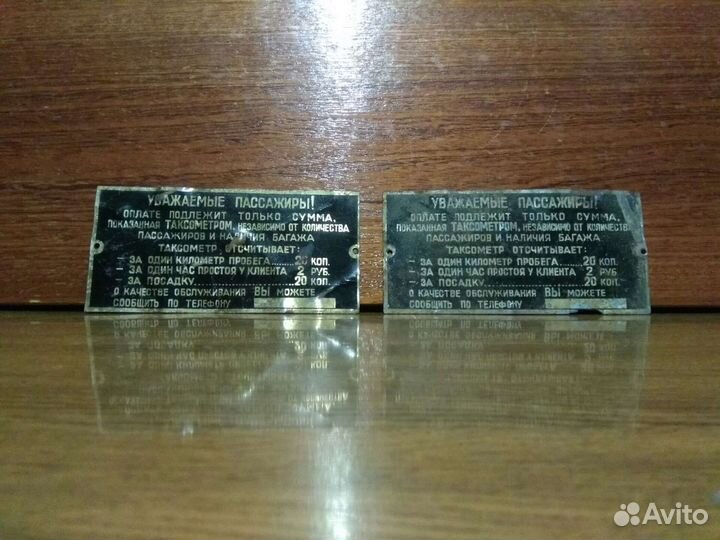 УВАЖАЕМЫЕ ПАССАЖИРЫ!
ОПЛАТЕ ПОДЛЕЖИТ ТОЛЬКО СУММА,
ПОКАЗАННАЯ ТАКСОМЕТРОМ, НЕЗАВИСИМО ОТ КОЛИЧЕСТВА
ПАССАЖИРОВ И НАЛИЧИЯ БАГАЖА
ТАКСОМЕТР ОТСЧИТЫВАЕТ:
– ЗА ОДИН КИЛОМЕТР ПРОБЕГА 20 КОП.
– ЗА ОДИН ЧАС ПРОСТОЯ У КЛИЕНТА 2 РУБ.
– ЗА ПОСАДКУ 20 КОП.
О КАЧЕСТВЕ ОБСЛУЖИВАНИЯ ВЫ МОЖЕТЕ
СООБЩИТЬ ПО ТЕЛЕФОНУ
УВАЖАЕМЫЕ ПАССАЖИРЫ!
ОПЛАТЕ ПОДЛЕЖИТ ТОЛЬКО СУММА,
ПОКАЗАННАЯ ТАКСОМЕТРОМ, НЕЗАВИСИМО ОТ КОЛИЧЕСТВА
ПАССАЖИРОВ И НАЛИЧИЯ БАГАЖА
ТАКСОМЕТР ОТСЧИТЫВАЕТ:
– ЗА ОДИН КИЛОМЕТР ПРОБЕГА 20 КОП.
– ЗА ОДИН ЧАС ПРОСТОЯ У КЛИЕНТА 2 РУБ.
– ЗА ПОСАДКУ 20 КОП.
О КАЧЕСТВЕ ОБСЛУЖИВАНИЯ ВЫ МОЖЕТЕ
СООБЩИТЬ ПО ТЕЛЕФОНУ
Avito